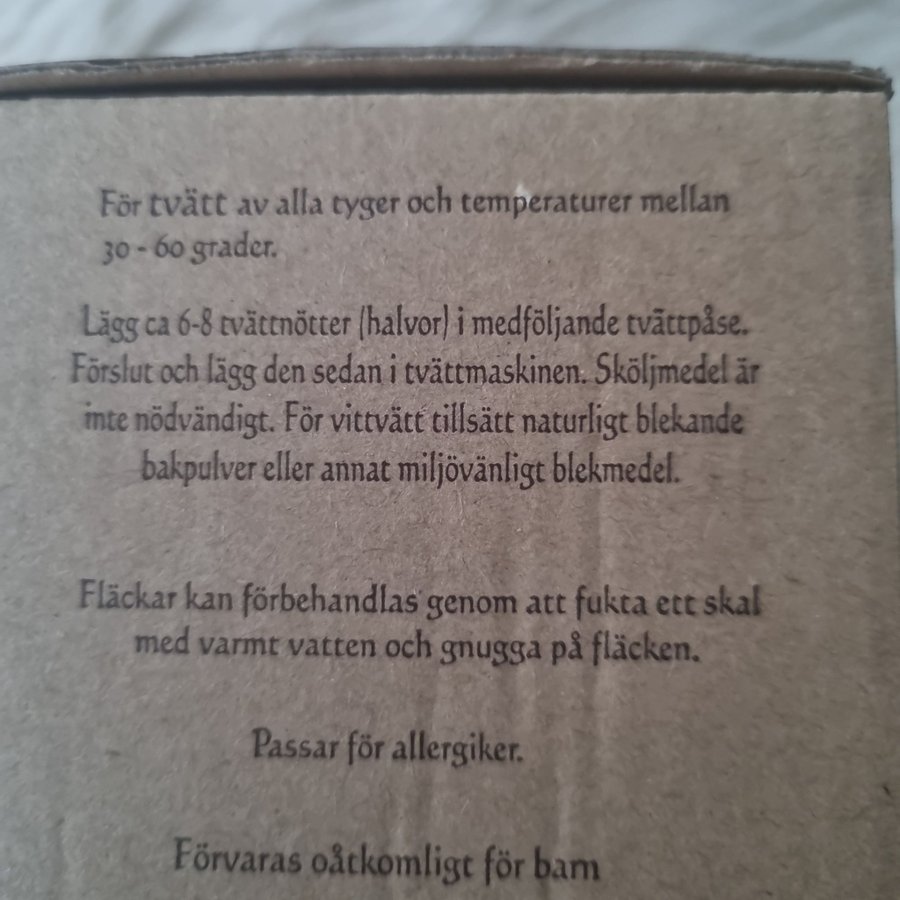 För tvätt av alla tyger och temperaturer mellan
30 - 60 grader.
Lägg ca 6-8 tvättnötter (halvor) i medföljande tvättpåse.
Förslut och lägg den sedan i tvättmaskinen. Sköljmedel är
inte nödvändigt. För vittvätt tillsätt naturligt blekande
bakpulver eller annat miljövänligt blekmedel.
Fläckar kan förbehandlas genom att fukta ett skal
med varmt vatten och gnugga på fläcken.
Passar för allergiker.
Förvaras oåtkomligt för barn